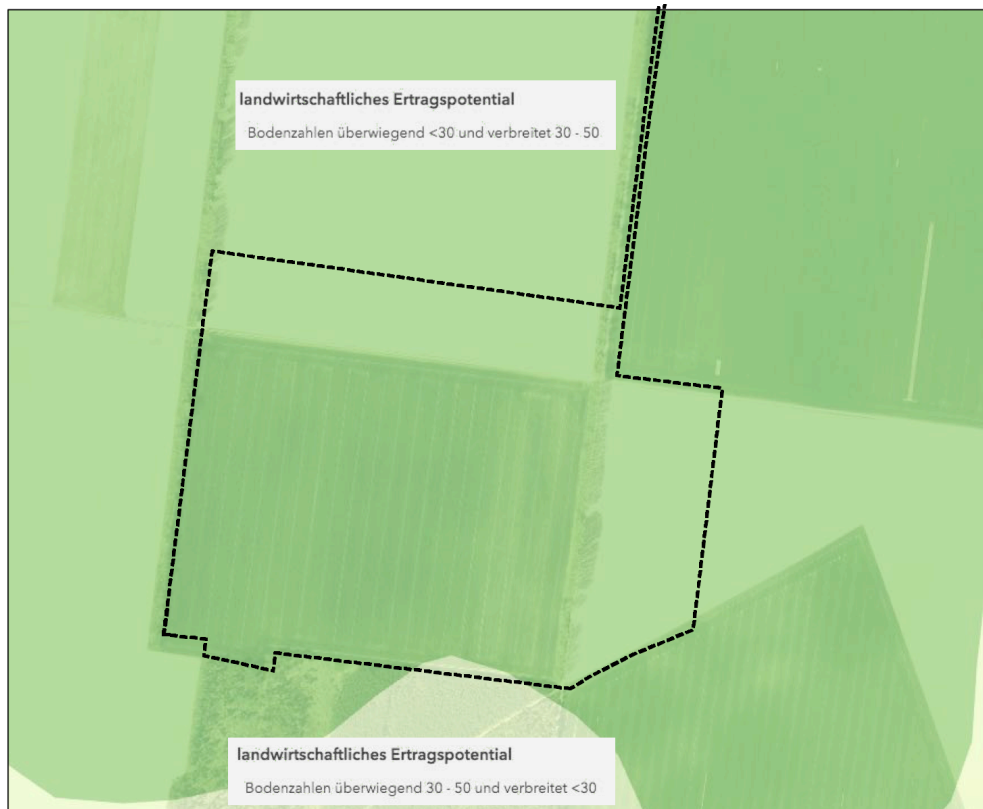 landwirtschaftliches Ertragspotential
Bodenzahlen überwiegend <30 und verbreitet 30 - 50
landwirtschaftliches Ertragspotential
Bodenzahlen überwiegend 30 - 50 und verbreitet <30